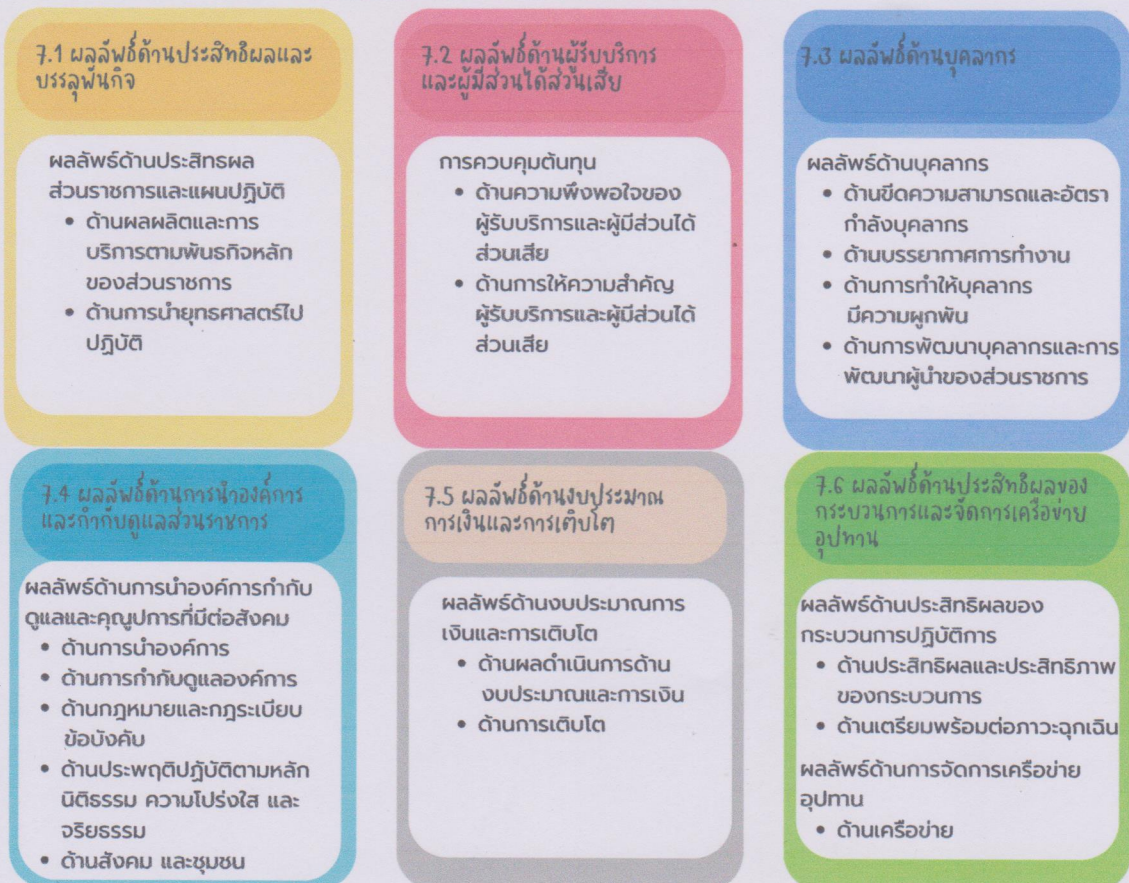 7.1 ผลลัพธ์ด้านประสิทธิผลและ
บรรลุพันกิจ
ผลลัพธ์ด้านประสิทธผล
ส่วนราชการและแผนปฏิบัติ
• ด้านผลผลิตและการ
บริการตามพันธกิจหลัก
ของส่วนราชการ
• ด้านการนำยุทธศาสตร์ไป
ปฏิบัติ
7.2 ผลลัพธ์ด้านผู้รับบริการ
และผู้มีส่วนได้ส่วนเสีย
การควบคุมต้นทุน
• ด้านความพึงพอใจของ
ผู้รับบริการและผู้มีส่วนได้
ส่วนเสีย
• ด้านการให้ความสำคัญ
ผู้รับบริการและผู้มีส่วนได้
ส่วนเสีย
7.3 ผลลัพธ์ด้านบุคลากร
ผลลัพธ์ด้านบุคลากร
• ด้านขีดความสามารถและอัตรา
กำลังบุคลากร
• ด้านบรรยากาศการทำงาน
• ด้านการทำให้บุคลากร
มีความผูกพัน
• ด้านการพัฒนาบุคลากรและการ
พัฒนาผู้นำของส่วนราชการ
7.4 ผลลัพธ์ด้านการนำองค์การ
และกำกับดูแลส่วนราชการ
ผลลัพธ์ด้านการนำองค์การกำกับ
ดูแลและคุณูปการที่มีต่อสังคม
• ด้านการนำองค์การ
• ด้านการกำกับดูแลองค์การ
• ด้านกฎหมายและกฎระเบียบ
ข้อบังคับ
• ด้านประพฤติปฏิบัติตามหลัก
นิติธรรม ความโปร่งใส และ
จริยธรรม
• ด้านสังคม และชุมชน
7.5 ผลลัพธ์ด้านงบประมาณ
การเงินและการเติบโต
ผลลัพธ์ด้านงบประมาณการ
เงินและการเติบโต
• ด้านผลดำเนินการด้าน
งบประมาณและการเงิน
• ด้านการเติบโต
7.6 ผลลัพธ์ด้านประสิทธิผลของ
กระบวนการและจัดการเครือข่าย
อุปทาน
ผลลัพธ์ด้านประสิทธิผลของ
กระบวนการปฏิบัติการ
• ด้านประสิทธิผลและประสิทธิภาพ
ของกระบวนการ
• ด้านเตรียมพร้อมต่อภาวะฉุกเฉิน
ผลลัพธ์ด้านการจัดการเครือข่าย
อุปทาน
• ด้านเครือข่าย